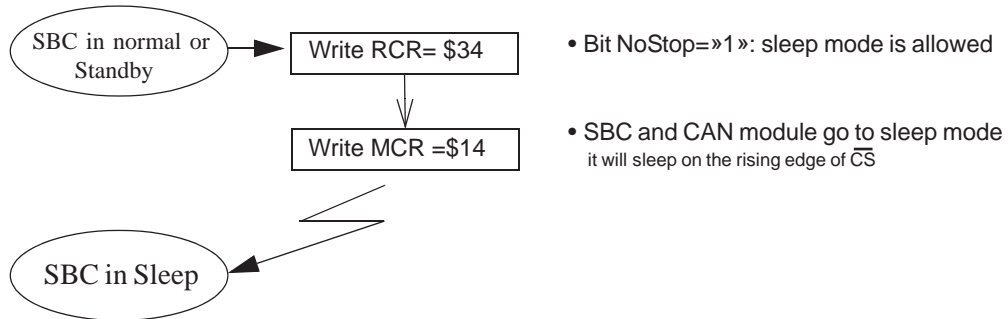 SBC in normal or
Standby
Write RCR= $34
• Bit NoStop=»1»: sleep mode is allowed
Write MCR =$14
• SBC and CAN module go to sleep mode
it will sleep on the rising edge of C̅S̅
SBC in Sleep